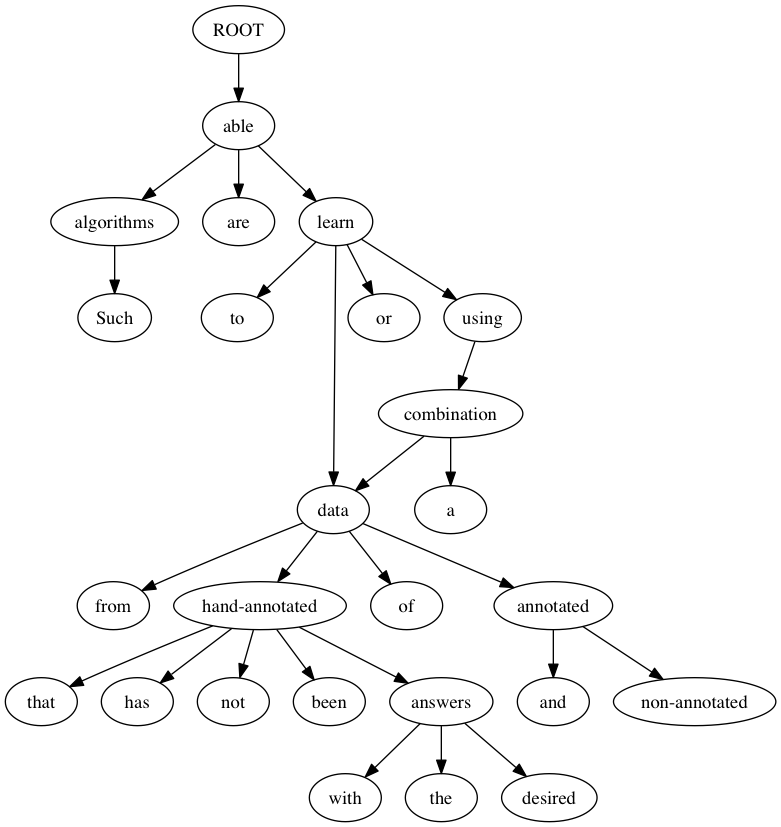 ROOT
able
algorithms are learn
Such to or using
combination
data a
from hand-annotated of annotated
that has not been answers and non-annotated
with the desired